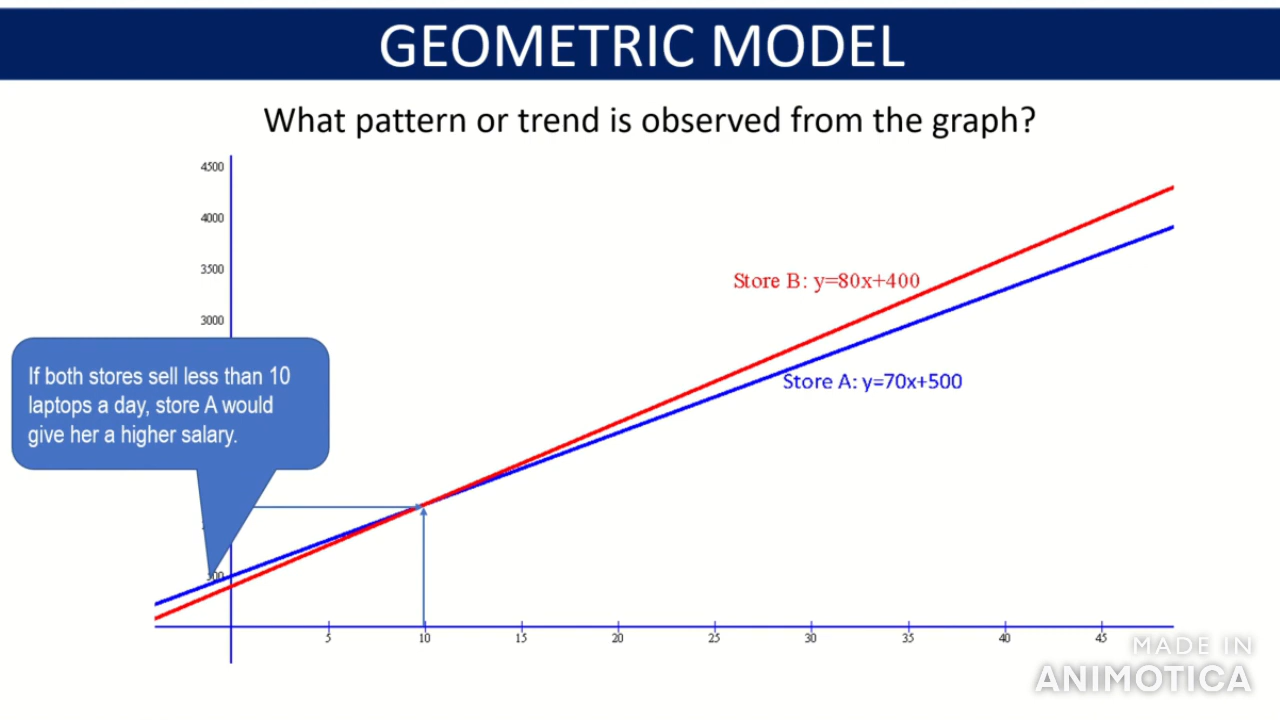 GEOMETRIC MODEL
What pattern or trend is observed from the graph?
4500
4000
3500
3000
Store B: y=80x+400
Store A: y=70x+500
If both stores sell less than 10
laptops a day, store A would
give her a higher salary.
5
10
15
20
25
30
35
40
45
MADE IN
ANIMOTICA